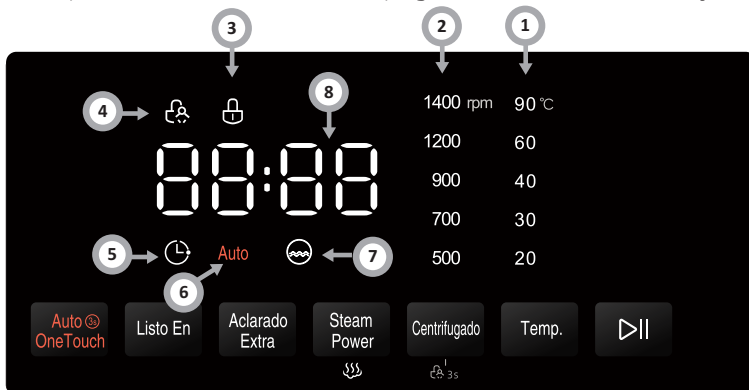 3
2
1
4
8
1400 rpm
90 °C
1200
60
88:88
900
40
700
30
5
Auto
7
500
20
6
Auto 3s
OneTouch
Listo En
Aclarado
Extra
Steam
Power
Centrifugado
Temp.
3s